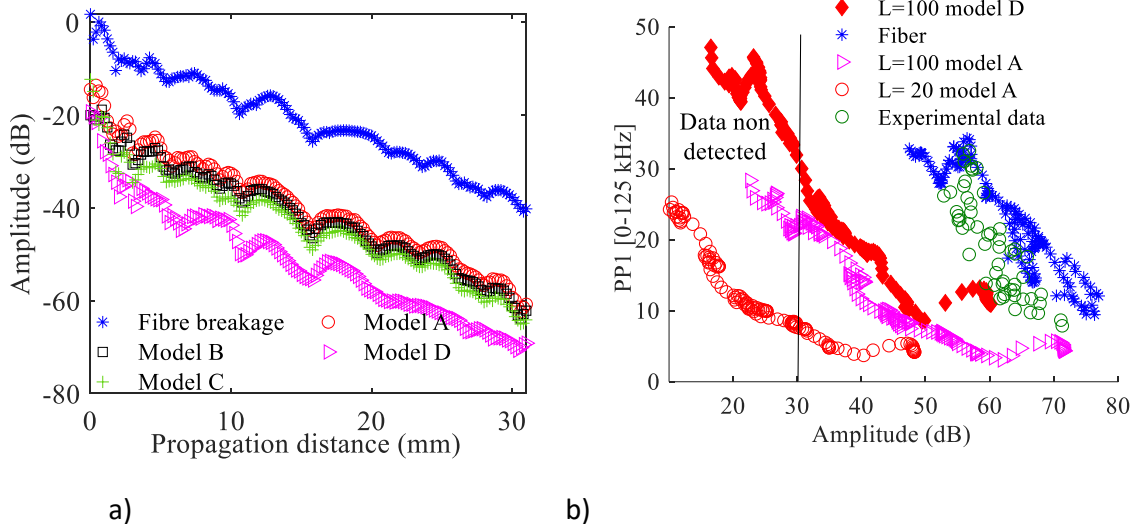 0
-20
-40
-60
-80
Amplitude (dB)
Fibre breakage
Model A
Model B
Model D
Model C
0 10 20 30
Propagation distance (mm)
a)
L=100 model D
Fiber
L=100 model A
L= 20 model A
Experimental data
Data non
detected
50
40
30
20
10
0
PP1 [0-125 kHz]
20 30 40 50 60 70 80
Amplitude (dB)
b)